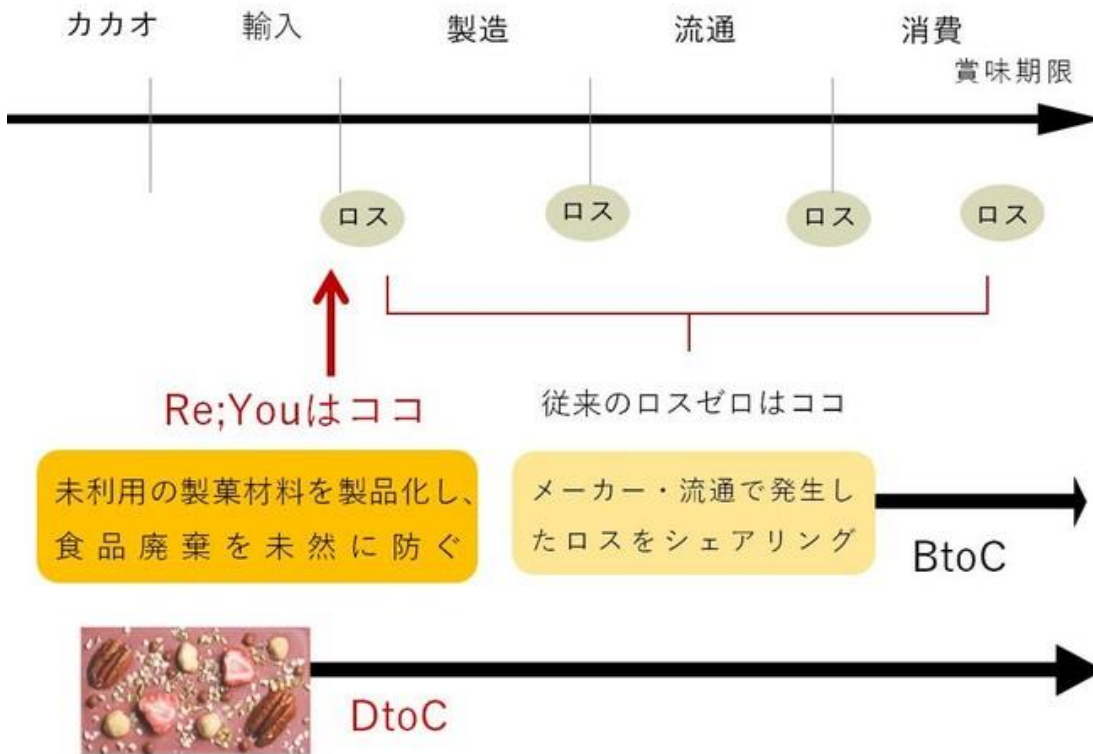 カカオ 輸入 製造 流通 消費
賞味期限
ロス ロス ロス ロス
Re;Youはココ
従来のロスゼロはココ
未利用の製菓材料を製品化し、
食品廃棄を未然に防ぐ
メーカー・流通で発生し
たロスをシェアリング
BtoC
DtoC